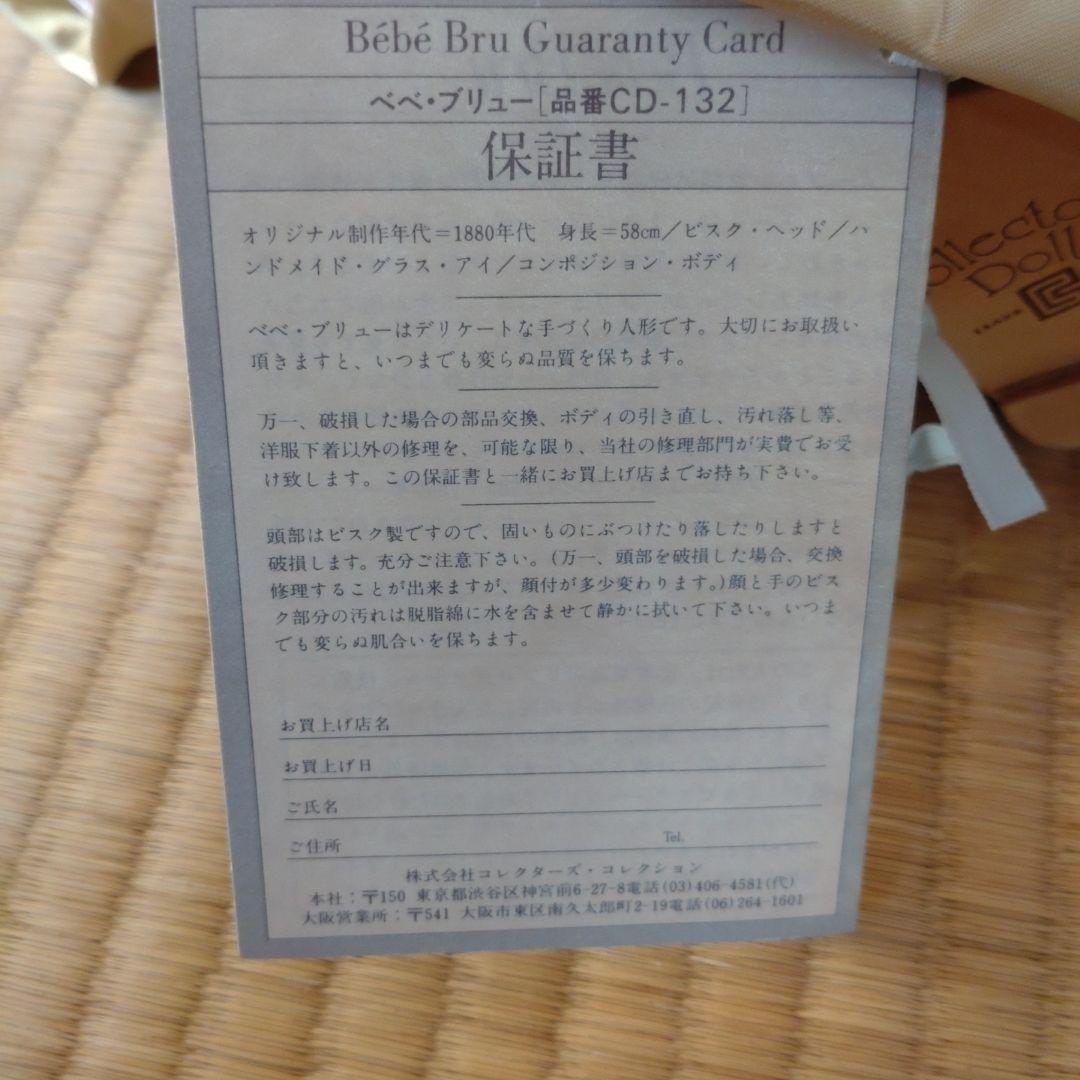 Bébé Bru Guaranty Card
ベベ・ブリュー[品番CD-132]
保証書
オリジナル制作年代＝1880年代　身長＝58㎝／ビスク・ヘッド／ハ
ンドメイド・グラス・アイ／コンポジション・ボディ
ベベ・ブリューはデリケートな手づくり人形です。大切にお取扱い
頂きますと、いつまでも変らぬ品質を保ちます。
万一、破損した場合の部品交換、ボディの引き直し、汚れ落し等、
洋服下着以外の修理を、可能な限り、当社の修理部門が実費でお受
け致します。この保証書と一緒にお買上げ店までお持ち下さい。
頭部はビスク製ですので、固いものにぶつけたり落したりしますと
破損します。充分ご注意下さい。(万一、頭部を破損した場合、交換
修理することが出来ますが、顔付が多少変わります。)顔と手のビス
ク部分の汚れは脱脂綿に水を含ませて静かに拭いて下さい。いつま
でも変らぬ肌合いを保ちます。
お買上げ店名
お買上げ日
ご氏名
ご住所 Tel.
株式会社コレクターズ・コレクション
本社：〒150 東京都渋谷区神宮前6-27-8電話(03)406-4581(代)
大阪営業所：〒541 大阪市東区南久太郎町2-19電話(06)264-1601